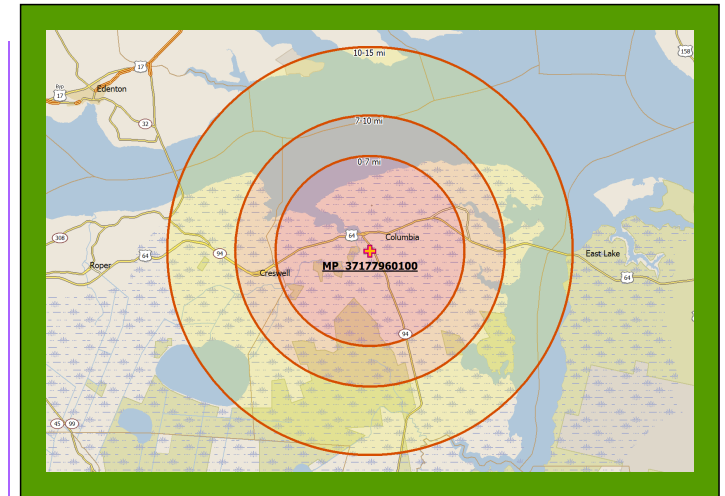 10-15 mi
158
17
Byp
17
Edenton
7-10 mi
32
0-7 mi
308
64
Columbia
64
94
East Lake
Roper
Creswell
MP_37177960100
64
94
45
99